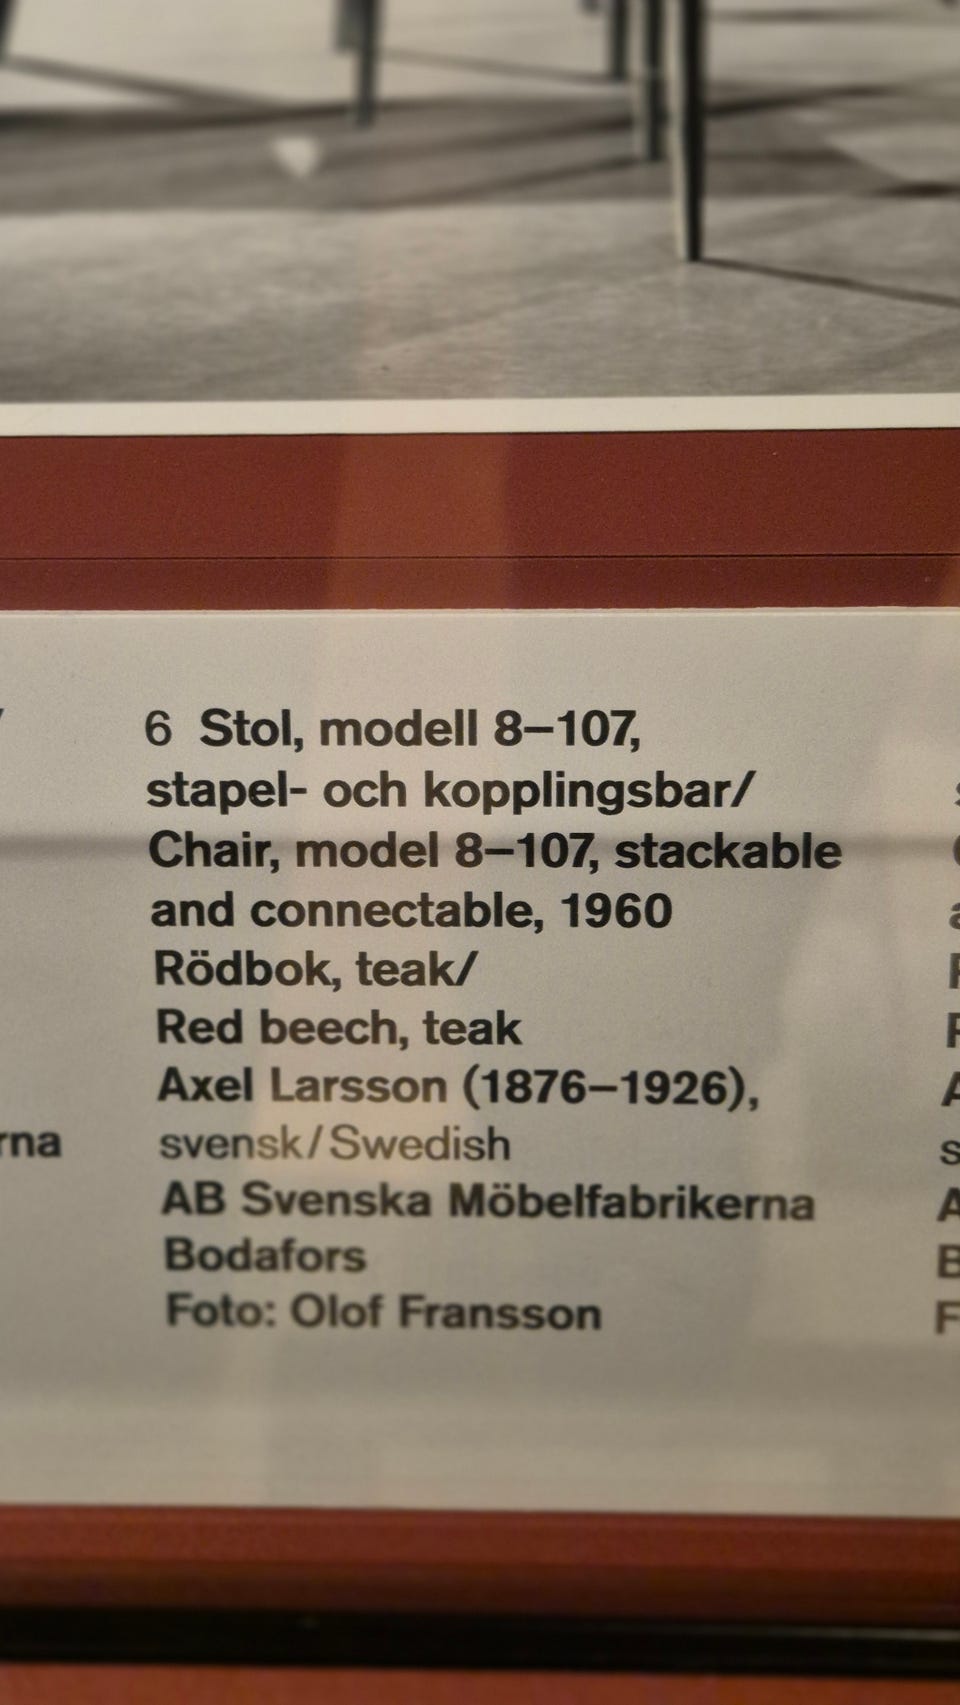 6 Stol, modell 8–107,
stapel- och kopplingsbar/
Chair, model 8–107, stackable
and connectable, 1960
Rödbok, teak/
Red beech, teak
Axel Larsson (1876–1926),
svensk/Swedish
AB Svenska Möbelfabrikerna
Bodafors
Foto: Olof Fransson